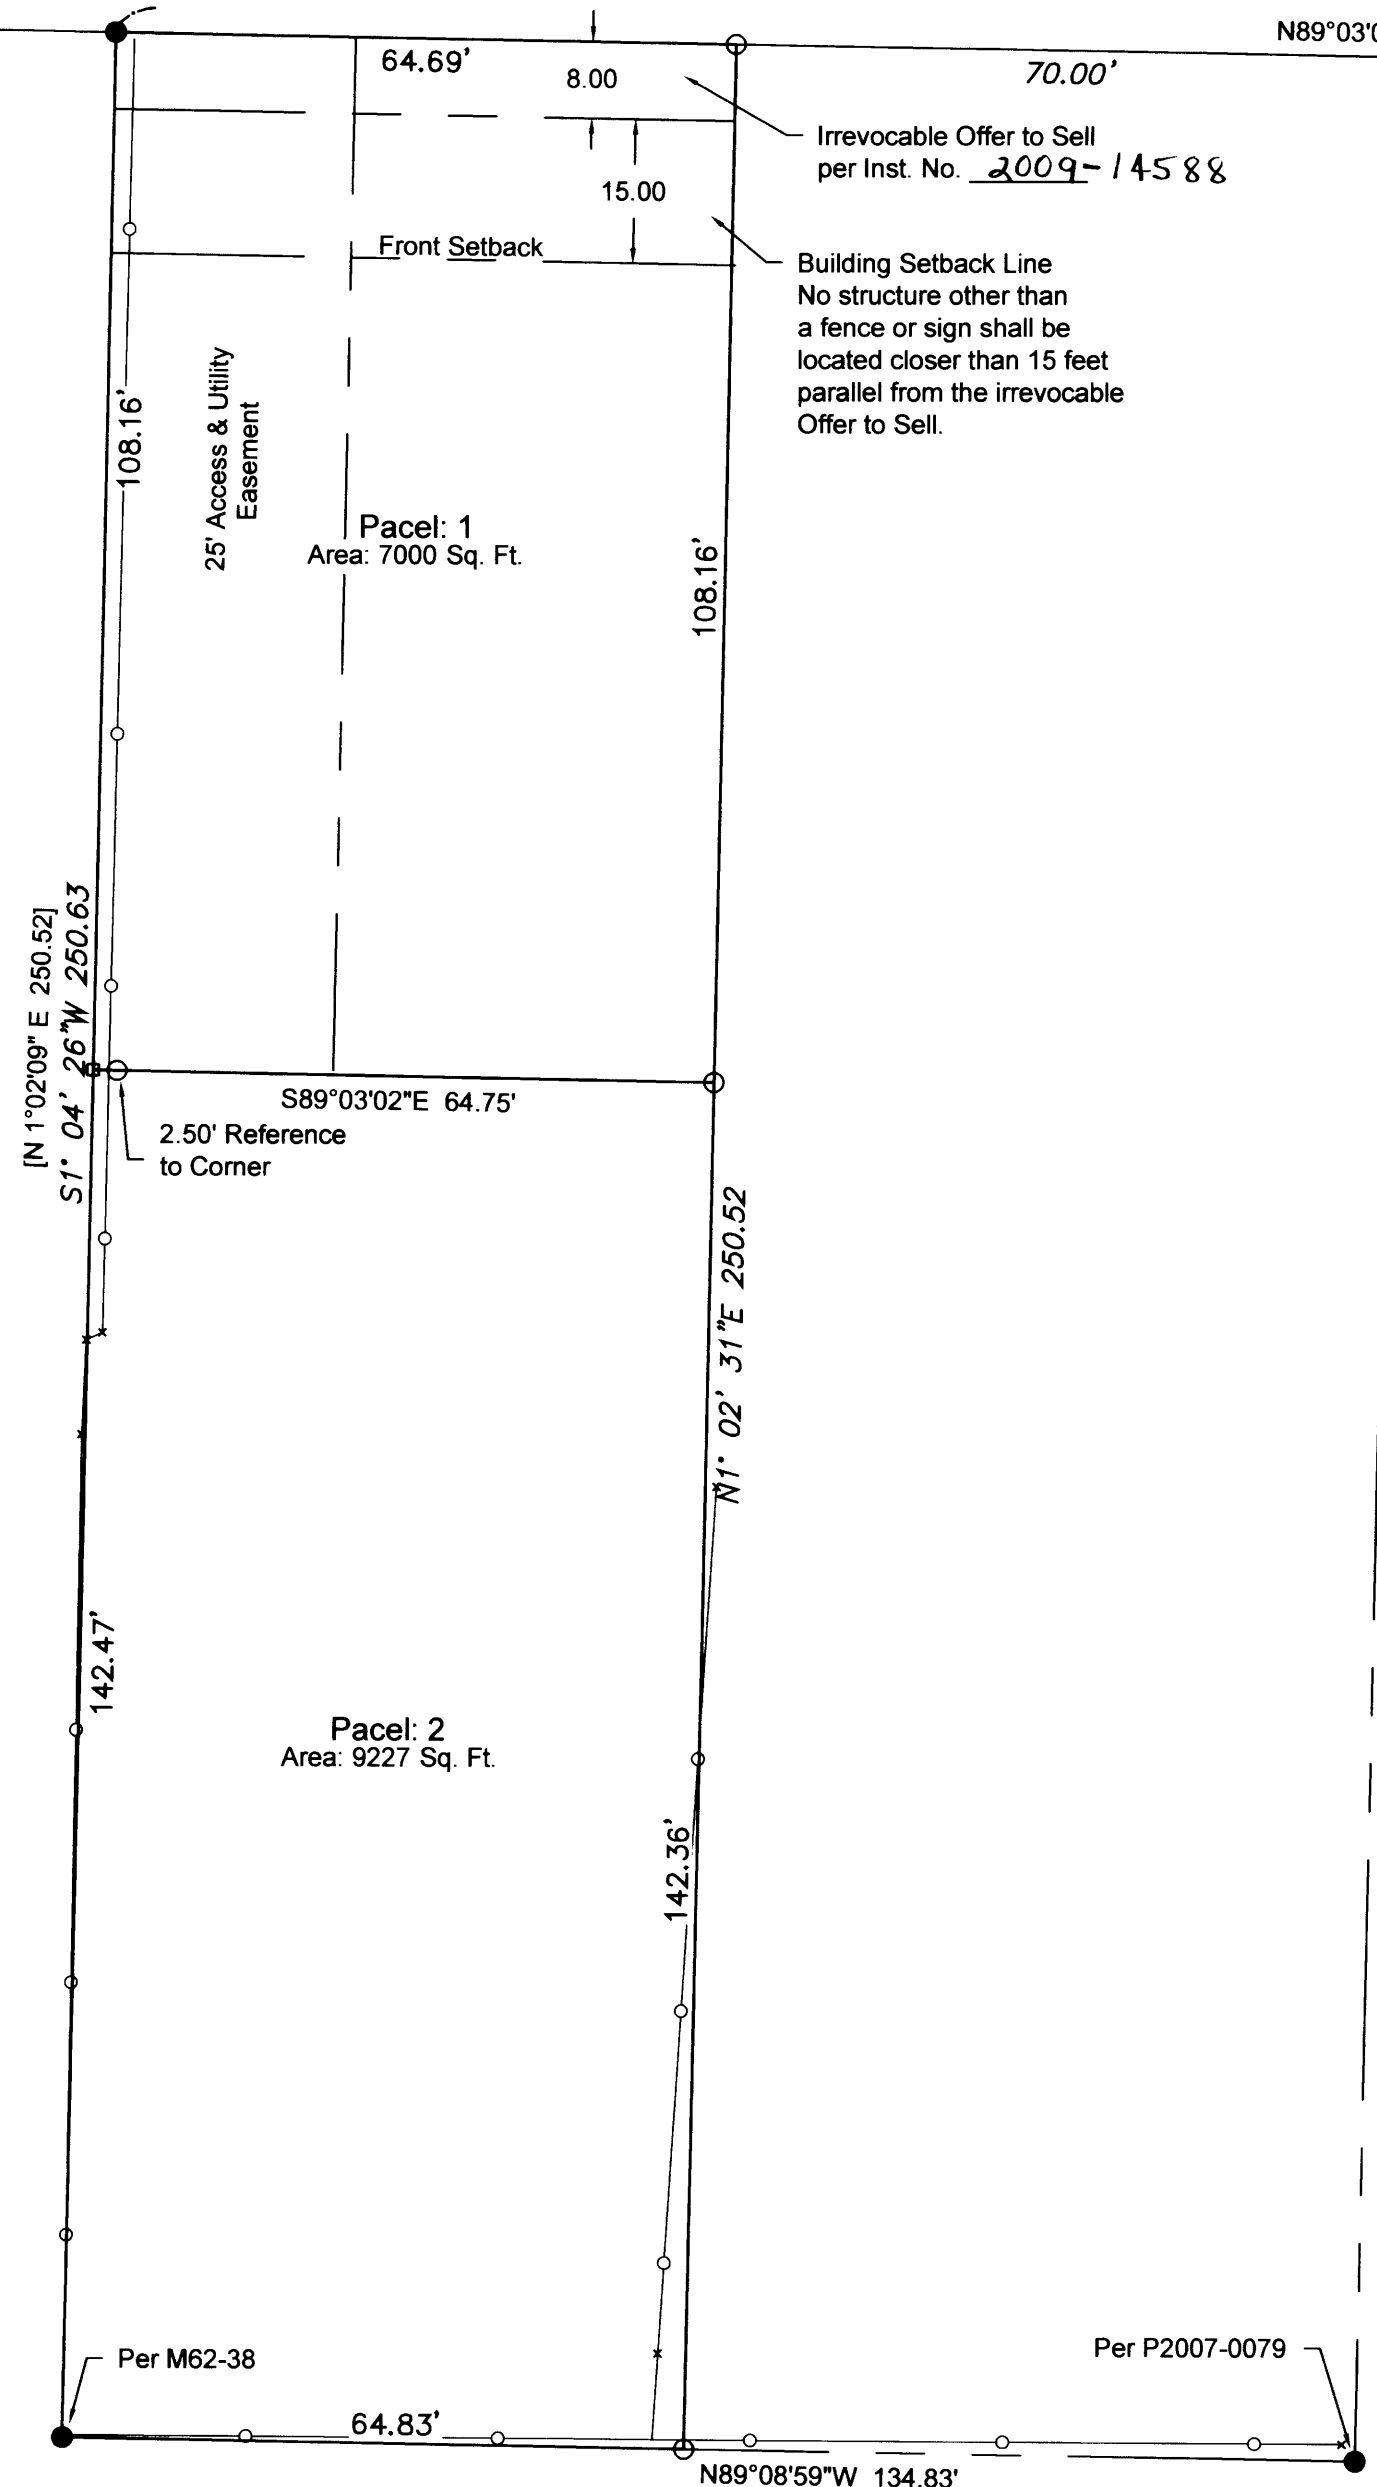 N89°03'0
64.69'
70.00'
8.00
Irrevocable Offer to Sell
per Inst. No. 2009-14588
15.00
Front Setback
Building Setback Line
No structure other than
a fence or sign shall be
located closer than 15 feet
parallel from the irrevocable
Offer to Sell.
108.16'
25' Access & Utility
Easement
Pacel: 1
Area: 7000 Sq. Ft.
108.16'
[N 1°02'09" E 250.52]
S1° 04' 26"W 250.63
S89°03'02"E 64.75'
2.50' Reference
to Corner
N1° 02' 31"E 250.52
142.47'
Pacel: 2
Area: 9227 Sq. Ft.
142.36'
Per M62-38
Per P2007-0079
64.83'
N89°08'59"W 134.83'